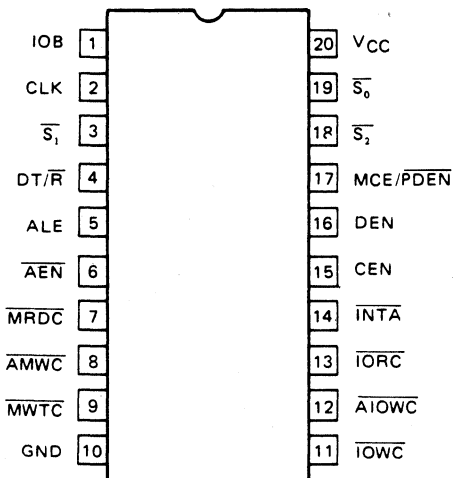 IOB 1 20 VCC
CLK 2 19 S̅₀
S̅₁ 3 18 S̅₂
DT/R̅ 4 17 MCE/P̅D̅E̅N̅
ALE 5 16 DEN
A̅E̅N̅ 6 15 CEN
M̅R̅D̅C̅ 7 14 I̅N̅T̅A̅
A̅M̅W̅C̅ 8 13 I̅O̅R̅C̅
M̅W̅T̅C̅ 9 12 A̅I̅O̅W̅C̅
GND 10 11 I̅O̅W̅C̅